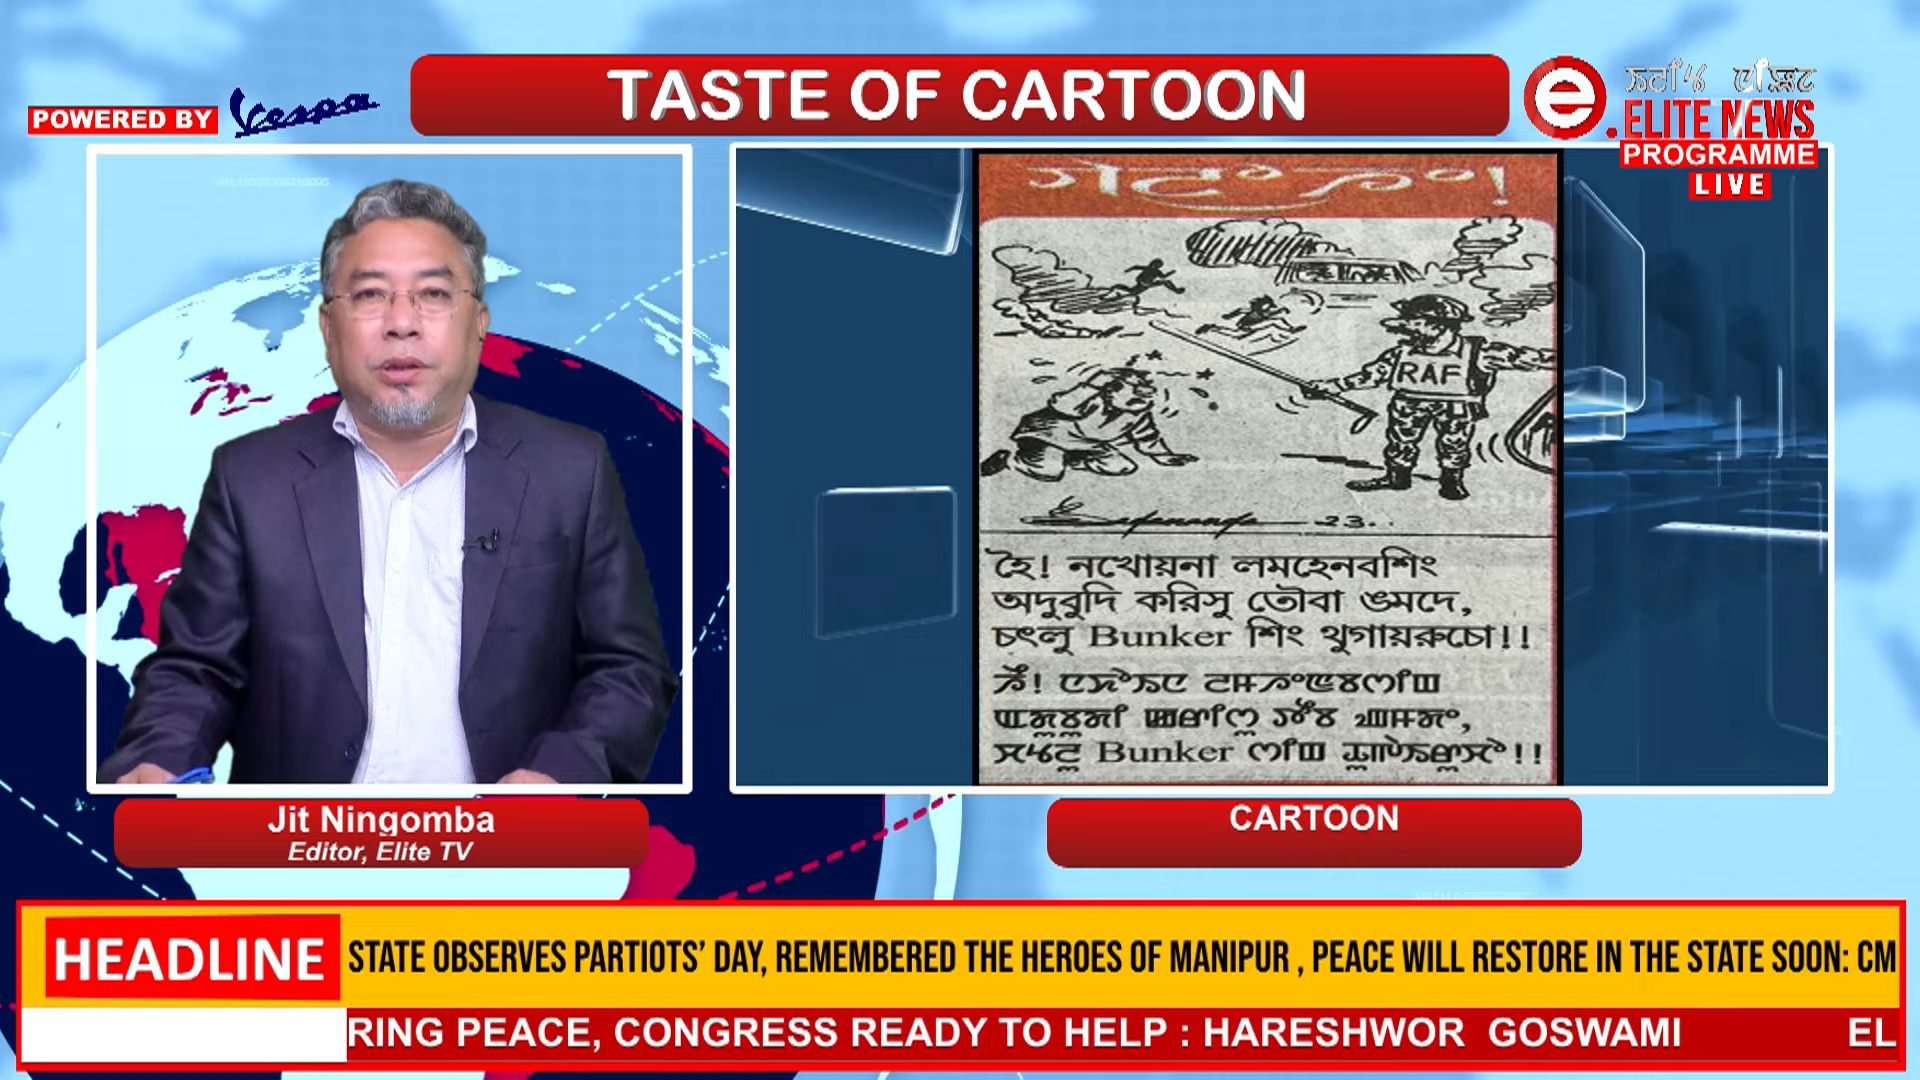 TASTE OF CARTOON
POWERED BY Vespa
e.
ELITE NEWS
PROGRAMME
LIVE
RAF
Sadananda 23..
হৈ! নখোয়না লমহেনবশিং
অদুবুদি করিসু তৌবা ঙমদে,
চৎলু Bunker শিং থুগায়রুচো!!
Bunker
Jit Ningomba
Editor, Elite TV
CARTOON
HEADLINE
STATE OBSERVES PARTIOTS’ DAY, REMEMBERED THE HEROES OF MANIPUR , PEACE WILL RESTORE IN THE STATE SOON: CM
RING PEACE, CONGRESS READY TO HELP : HARESHWOR GOSWAMI EL